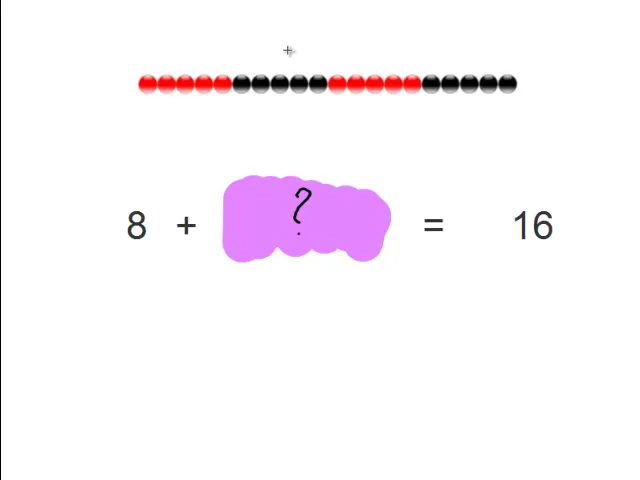 8 + ? = 16